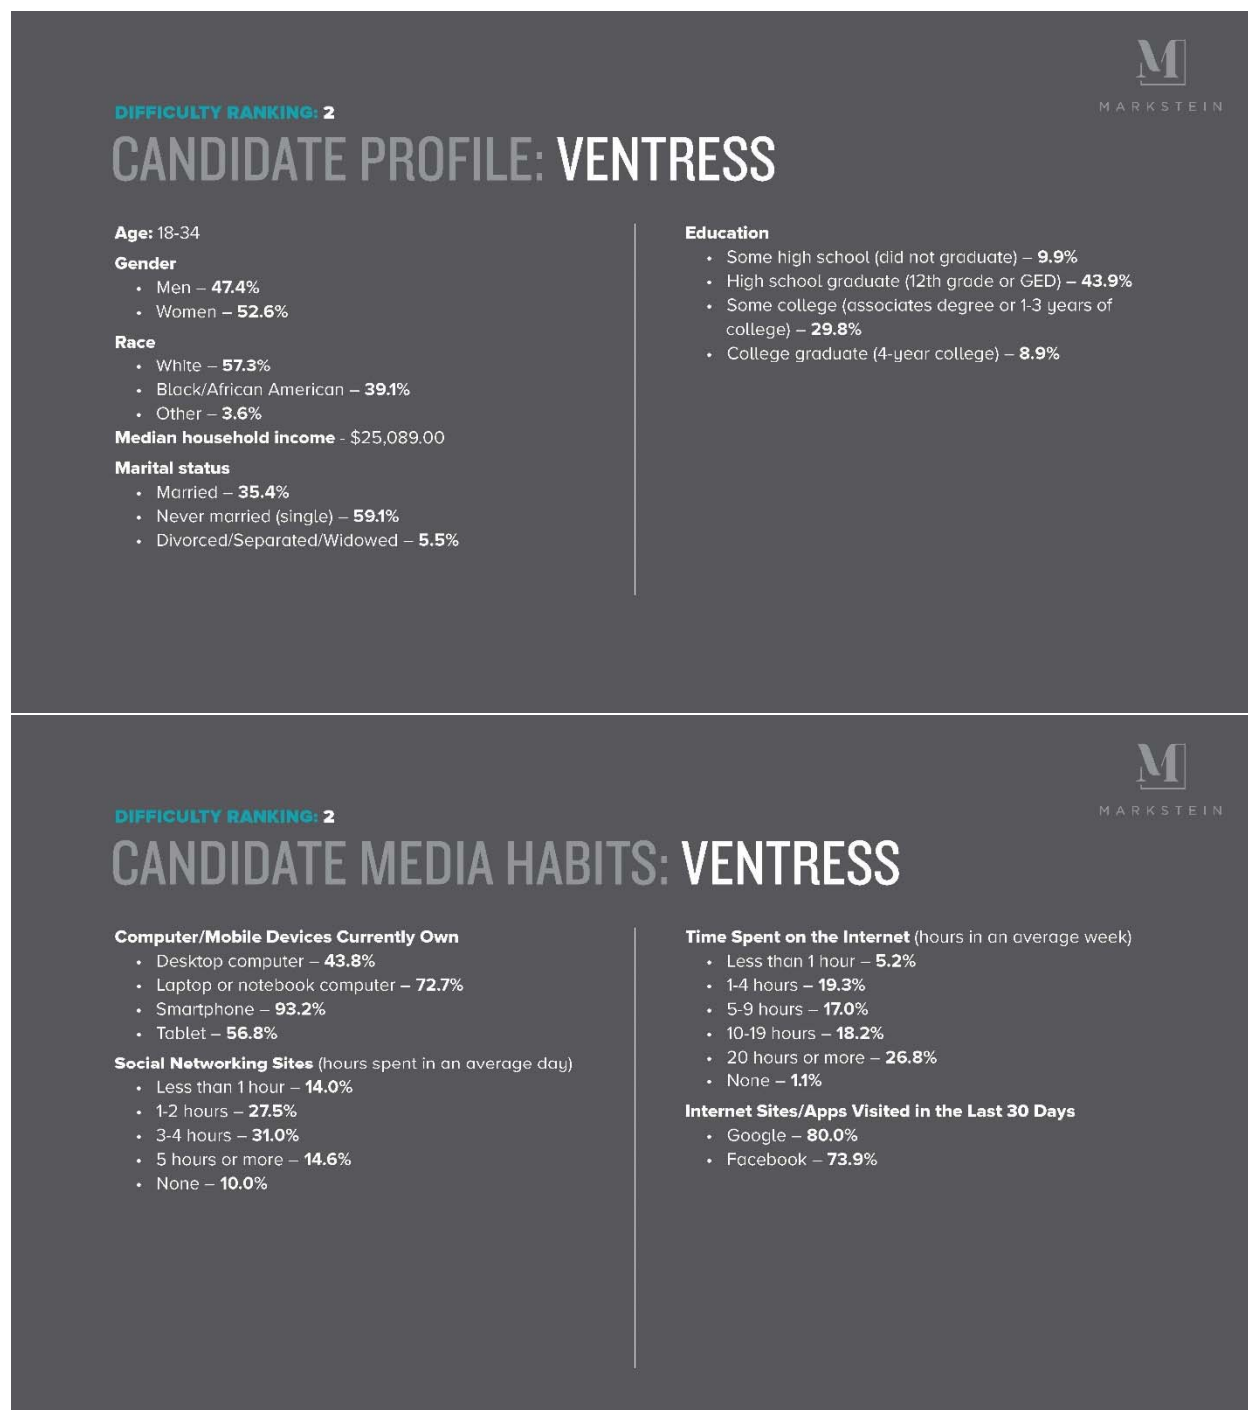 M
MARKSTEIN
DIFFICULTY RANKING: 2
CANDIDATE PROFILE: VENTRESS
Age: 18-34
Gender
• Men – 47.4%
• Women – 52.6%
Race
• White – 57.3%
• Black/African American – 39.1%
• Other – 3.6%
Median household income - $25,089.00
Marital status
• Married – 35.4%
• Never married (single) – 59.1%
• Divorced/Separated/Widowed – 5.5%
Education
• Some high school (did not graduate) – 9.9%
• High school graduate (12th grade or GED) – 43.9%
• Some college (associates degree or 1-3 years of
college) – 29.8%
• College graduate (4-year college) – 8.9%
M
MARKSTEIN
DIFFICULTY RANKING: 2
CANDIDATE MEDIA HABITS: VENTRESS
Computer/Mobile Devices Currently Own
• Desktop computer – 43.8%
• Laptop or notebook computer – 72.7%
• Smartphone – 93.2%
• Tablet – 56.8%
Social Networking Sites (hours spent in an average day)
• Less than 1 hour – 14.0%
• 1-2 hours – 27.5%
• 3-4 hours – 31.0%
• 5 hours or more – 14.6%
• None – 10.0%
Time Spent on the Internet (hours in an average week)
• Less than 1 hour – 5.2%
• 1-4 hours – 19.3%
• 5-9 hours – 17.0%
• 10-19 hours – 18.2%
• 20 hours or more – 26.8%
• None – 1.1%
Internet Sites/Apps Visited in the Last 30 Days
• Google – 80.0%
• Facebook – 73.9%